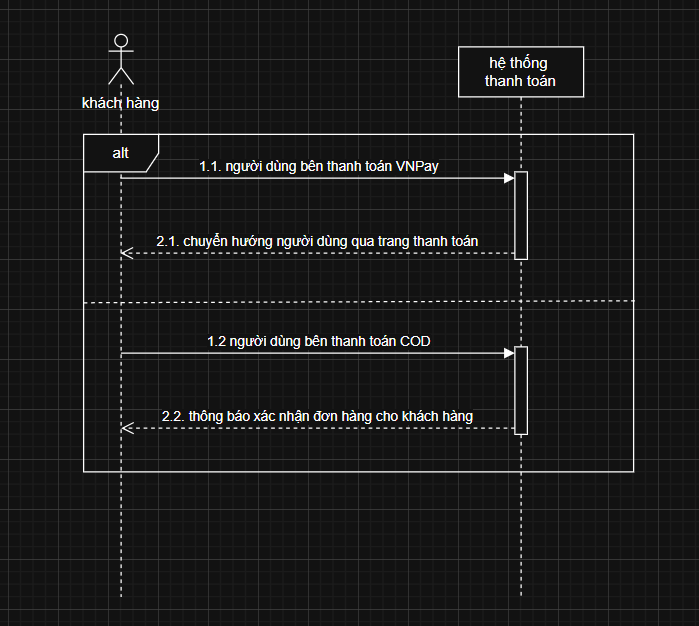 hệ thống
thanh toán
khách hàng
alt
1.1. người dùng bên thanh toán VNPay
2.1. chuyển hướng người dùng qua trang thanh toán
1.2 người dùng bên thanh toán COD
2.2. thông báo xác nhận đơn hàng cho khách hàng